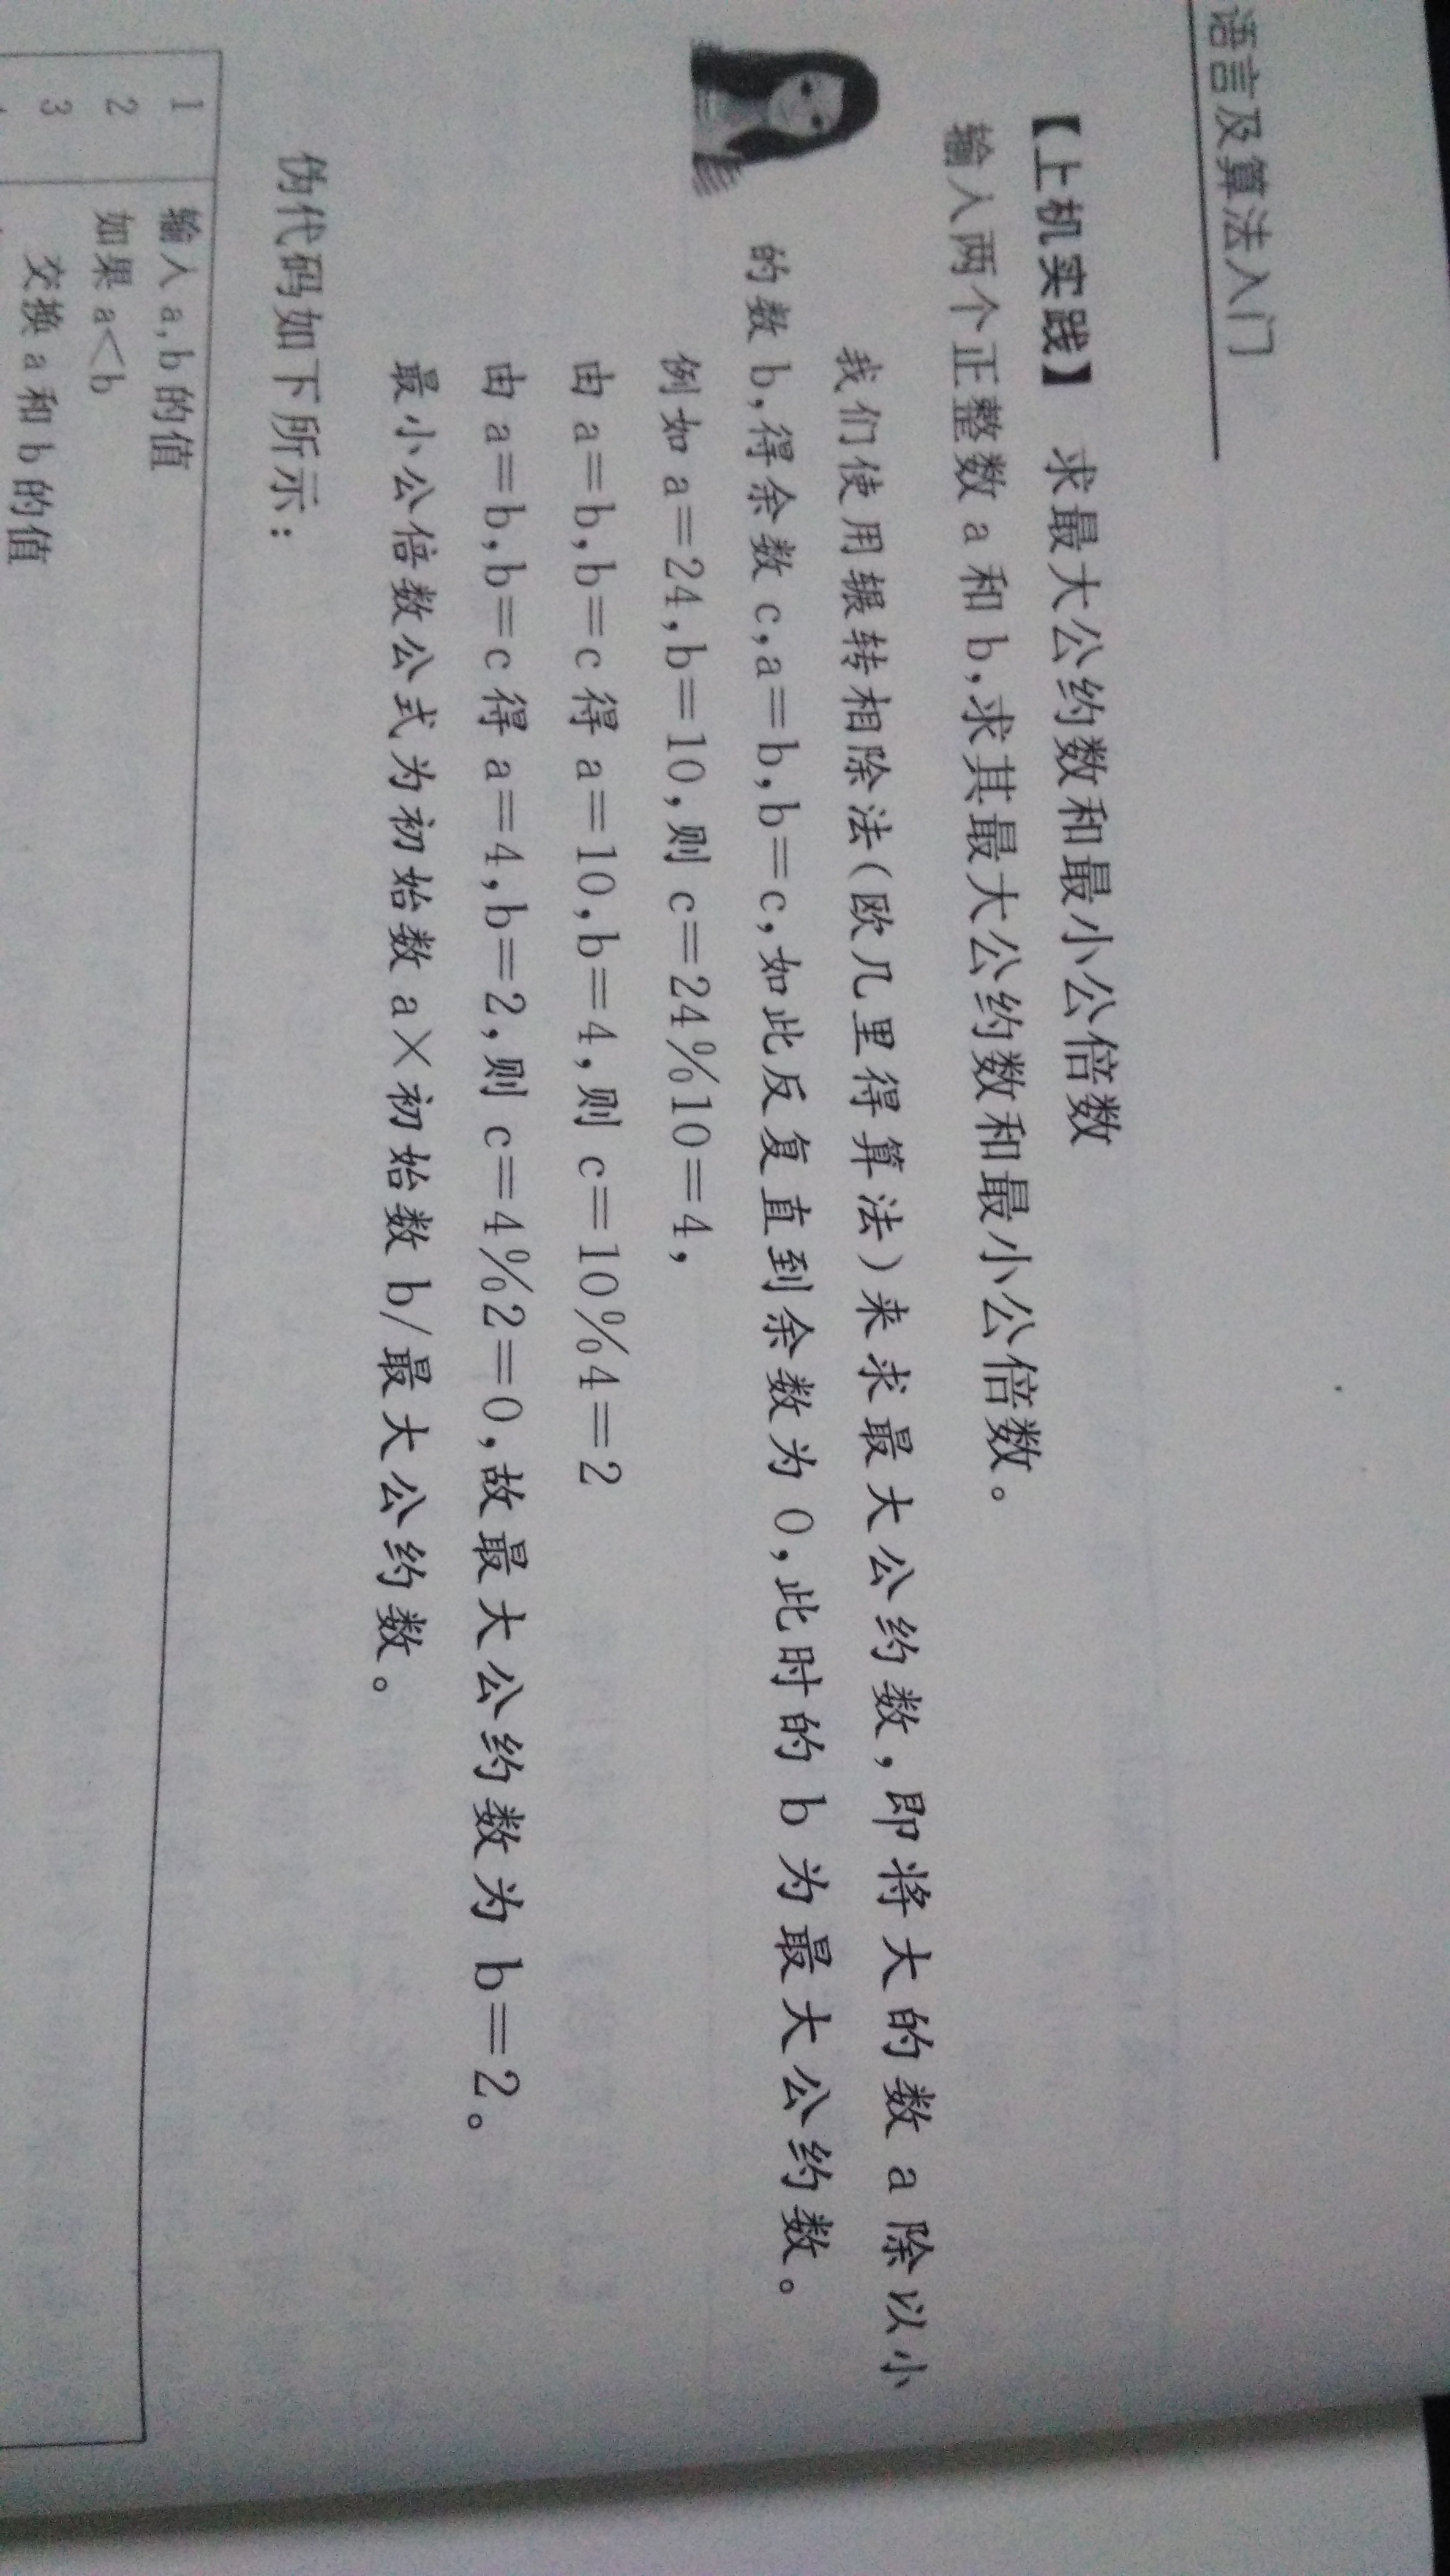 语言及算法入门
【上机实践】 求最大公约数和最小公倍数
输入两个正整数 a 和 b,求其最大公约数和最小公倍数。
我们使用辗转相除法(欧几里得算法)来求最大公约数,即将大的数 a 除以小
的数 b,得余数 c,a=b,b=c,如此反复直到余数为 0,此时的 b 为最大公约数。
例如 a=24,b=10,则 c=24%10=4,
由 a=b,b=c 得 a=10,b=4,则 c=10%4=2
由 a=b,b=c 得 a=4,b=2,则 c=4%2=0,故最大公约数为 b=2。
最小公倍数公式为初始数 a×初始数 b/最大公约数。
伪代码如下所示:
1 输入 a,b 的值
2 如果 a<b
3 交换 a 和 b 的值